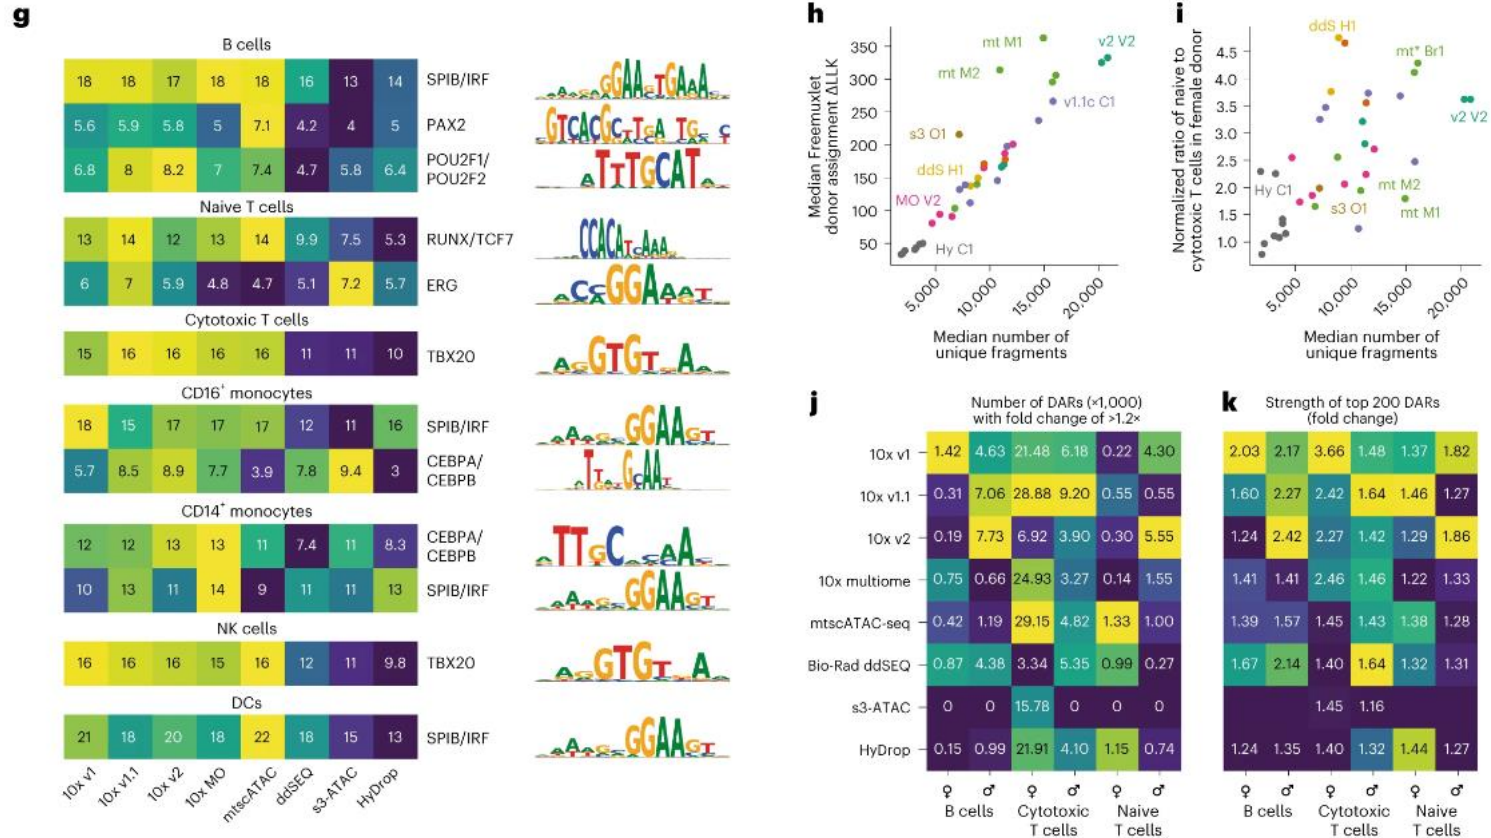 g
B cells
18 18 17 18 18 16 13 14 SPIB/IRF
5.6 5.9 5.8 5 7.1 4.2 4 5 PAX2
6.8 8 8.2 7 7.4 4.7 5.8 6.4 POU2F1/
POU2F2
Naive T cells
13 14 12 13 14 9.9 7.5 5.3 RUNX/TCF7
6 7 5.9 4.8 4.7 5.1 7.2 5.7 ERG
Cytotoxic T cells
15 16 16 16 16 11 11 10 TBX20
CD16+ monocytes
18 15 17 17 17 12 11 16 SPIB/IRF
5.7 8.5 8.9 7.7 3.9 7.8 9.4 3 CEBPA/
CEBPB
CD14+ monocytes
12 12 13 13 11 7.4 11 8.3 CEBPA/
CEBPB
10 13 11 14 9 11 11 13 SPIB/IRF
NK cells
16 16 16 15 16 12 11 9.8 TBX20
DCs
21 18 20 18 22 18 15 13 SPIB/IRF
10x v1
10x v1.1
10x v2
10x MO
mtscATAC
ddSEQ
s3-ATAC
HyDrop
h
Median Freemuxlet
donor assignment ΔLLK
350
300
250
200
150
100
50
mt M1
v2 V2
mt M2
v1.1c C1
s3 O1
ddS H1
MO V2
Hy C1
5,000
10,000
15,000
20,000
Median number of
unique fragments
i
Normalized ratio of naive to
cytotoxic T cells in female donor
4.5
4.0
3.5
3.0
2.5
2.0
1.5
1.0
ddS H1
mt* Br1
v2 V2
Hy C1
mt M2
s3 O1
mt M1
5,000
10,000
15,000
20,000
Median number of
unique fragments
j
Number of DARs (×1,000)
with fold change of >1.2×
10x v1 1.42 4.63 21.48 6.18 0.22 4.30
10x v1.1 0.31 7.06 28.88 9.20 0.55 0.55
10x v2 0.19 7.73 6.92 3.90 0.30 5.55
10x multiome 0.75 0.66 24.93 3.27 0.14 1.55
mtscATAC-seq 0.42 1.19 29.15 4.82 1.33 1.00
Bio-Rad ddSEQ 0.87 4.38 3.34 5.35 0.99 0.27
s3-ATAC 0 0 15.78 0 0 0
HyDrop 0.15 0.99 21.91 4.10 1.15 0.74
♀ ♂ ♀ ♂ ♀ ♂
B cells
Cytotoxic
T cells
Naive
T cells
k
Strength of top 200 DARs
(fold change)
2.03 2.17 3.66 1.48 1.37 1.82
1.60 2.27 2.42 1.64 1.46 1.27
1.24 2.42 2.27 1.42 1.29 1.86
1.41 1.41 2.46 1.46 1.22 1.33
1.39 1.57 1.45 1.43 1.38 1.28
1.67 2.14 1.40 1.64 1.32 1.31
1.45 1.16
1.24 1.35 1.40 1.32 1.44 1.27
♀ ♂ ♀ ♂ ♀ ♂
B cells
Cytotoxic
T cells
Naive
T cells